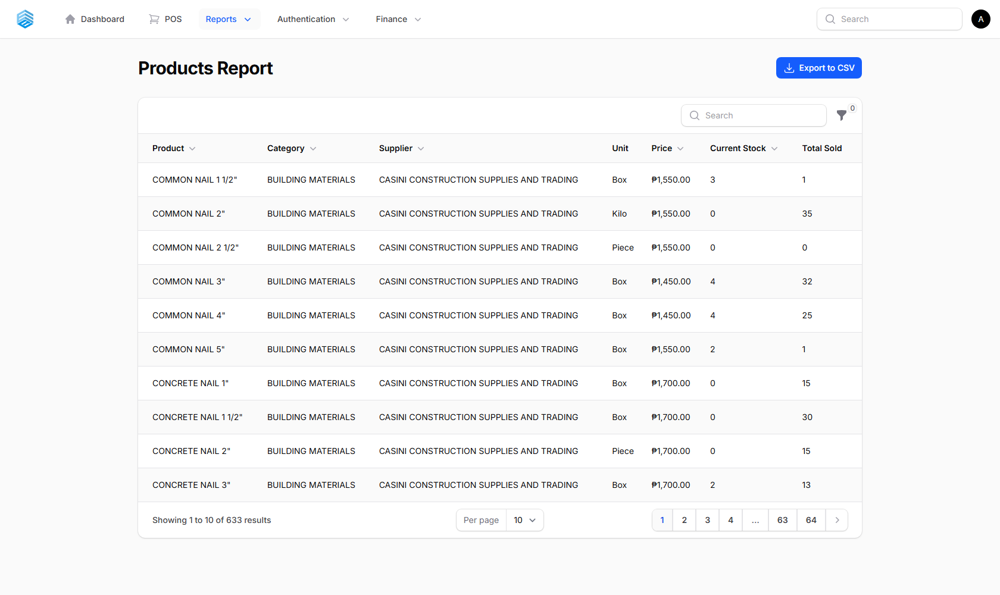 Dashboard POS Reports Authentication Finance Search A
Products Report Export to CSV
Search 0
Product Category Supplier Unit Price Current Stock Total Sold
COMMON NAIL 1 1/2" BUILDING MATERIALS CASINI CONSTRUCTION SUPPLIES AND TRADING Box ₱1,550.00 3 1
COMMON NAIL 2" BUILDING MATERIALS CASINI CONSTRUCTION SUPPLIES AND TRADING Kilo ₱1,550.00 0 35
COMMON NAIL 2 1/2" BUILDING MATERIALS CASINI CONSTRUCTION SUPPLIES AND TRADING Piece ₱1,550.00 0 0
COMMON NAIL 3" BUILDING MATERIALS CASINI CONSTRUCTION SUPPLIES AND TRADING Box ₱1,450.00 4 32
COMMON NAIL 4" BUILDING MATERIALS CASINI CONSTRUCTION SUPPLIES AND TRADING Box ₱1,450.00 4 25
COMMON NAIL 5" BUILDING MATERIALS CASINI CONSTRUCTION SUPPLIES AND TRADING Box ₱1,550.00 2 1
CONCRETE NAIL 1" BUILDING MATERIALS CASINI CONSTRUCTION SUPPLIES AND TRADING Box ₱1,700.00 0 15
CONCRETE NAIL 1 1/2" BUILDING MATERIALS CASINI CONSTRUCTION SUPPLIES AND TRADING Box ₱1,700.00 0 30
CONCRETE NAIL 2" BUILDING MATERIALS CASINI CONSTRUCTION SUPPLIES AND TRADING Piece ₱1,700.00 0 15
CONCRETE NAIL 3" BUILDING MATERIALS CASINI CONSTRUCTION SUPPLIES AND TRADING Box ₱1,700.00 2 13
Showing 1 to 10 of 633 results Per page 10 1 2 3 4 ... 63 64